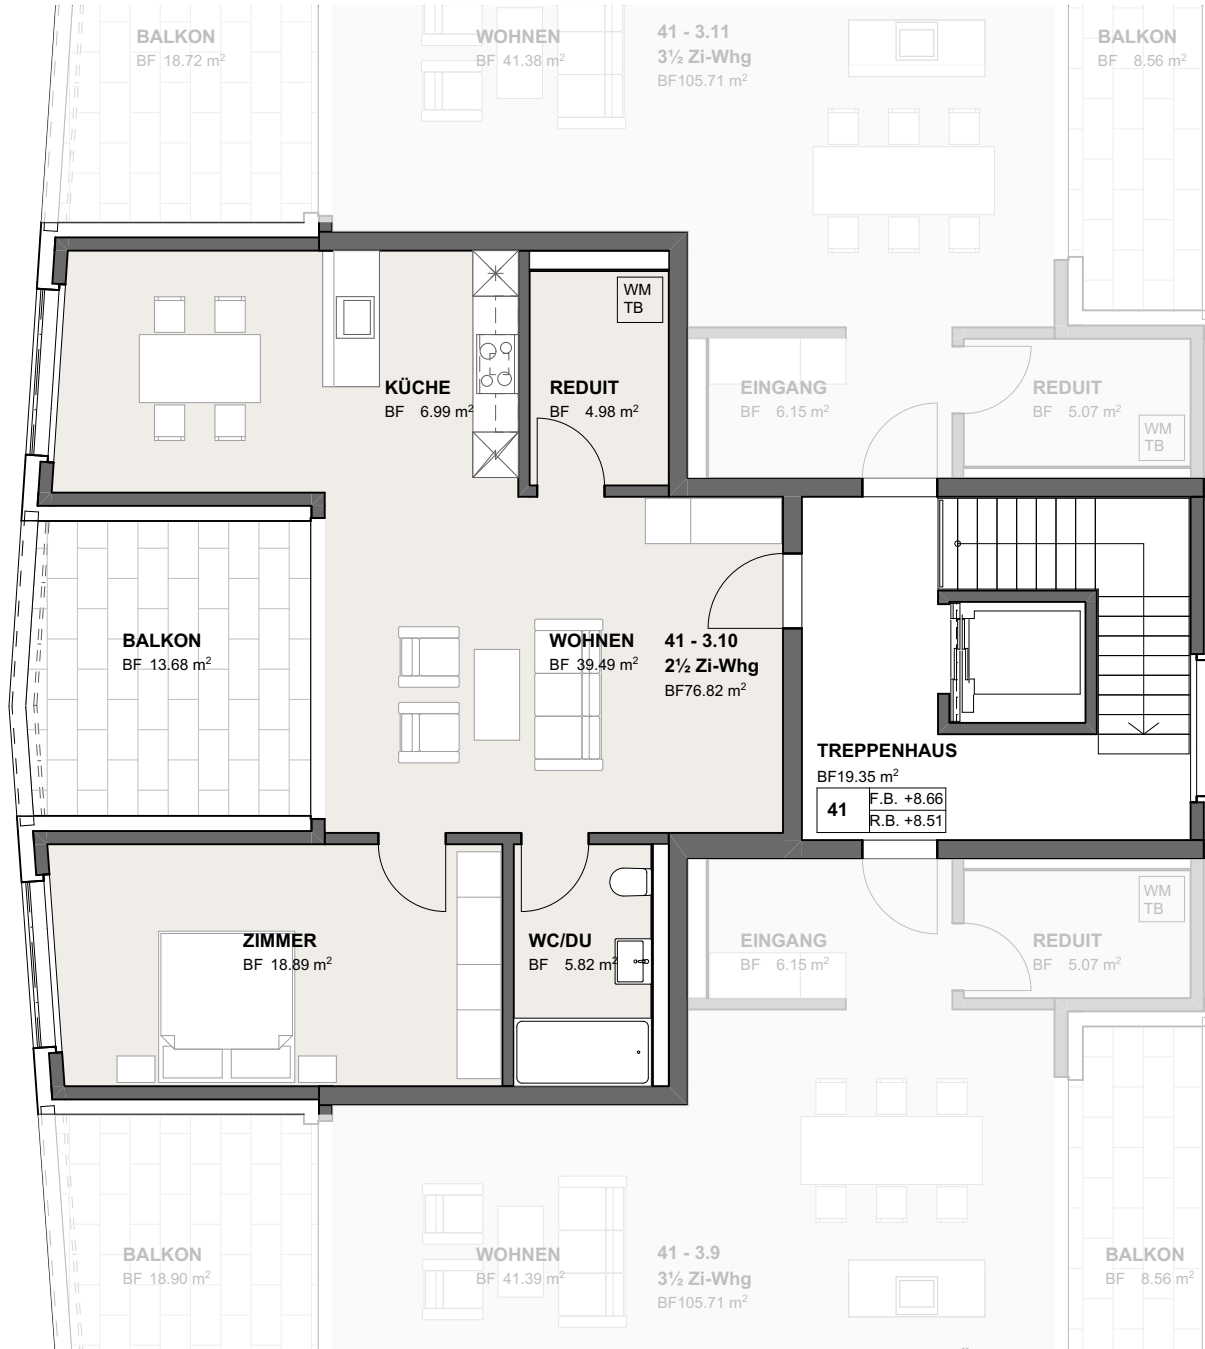 BALKON
BF 18.72 m²
WOHNEN
BF 41.38 m²
41 - 3.11
3½ Zi-Whg
BF105.71 m²
BALKON
BF 8.56 m²
WM
TB
KÜCHE
BF 6.99 m²
REDUIT
BF 4.98 m²
EINGANG
BF 6.15 m²
REDUIT
BF 5.07 m²
WM
TB
BALKON
BF 13.68 m²
WOHNEN
BF 39.49 m²
41 - 3.10
2½ Zi-Whg
BF76.82 m²
TREPPENHAUS
BF19.35 m²
41
F.B. +8.66
R.B. +8.51
ZIMMER
BF 18.89 m²
WC/DU
BF 5.82 m²
EINGANG
BF 6.15 m²
REDUIT
BF 5.07 m²
WM
TB
BALKON
BF 18.90 m²
WOHNEN
BF 41.39 m²
41 - 3.9
3½ Zi-Whg
BF105.71 m²
BALKON
BF 8.56 m²